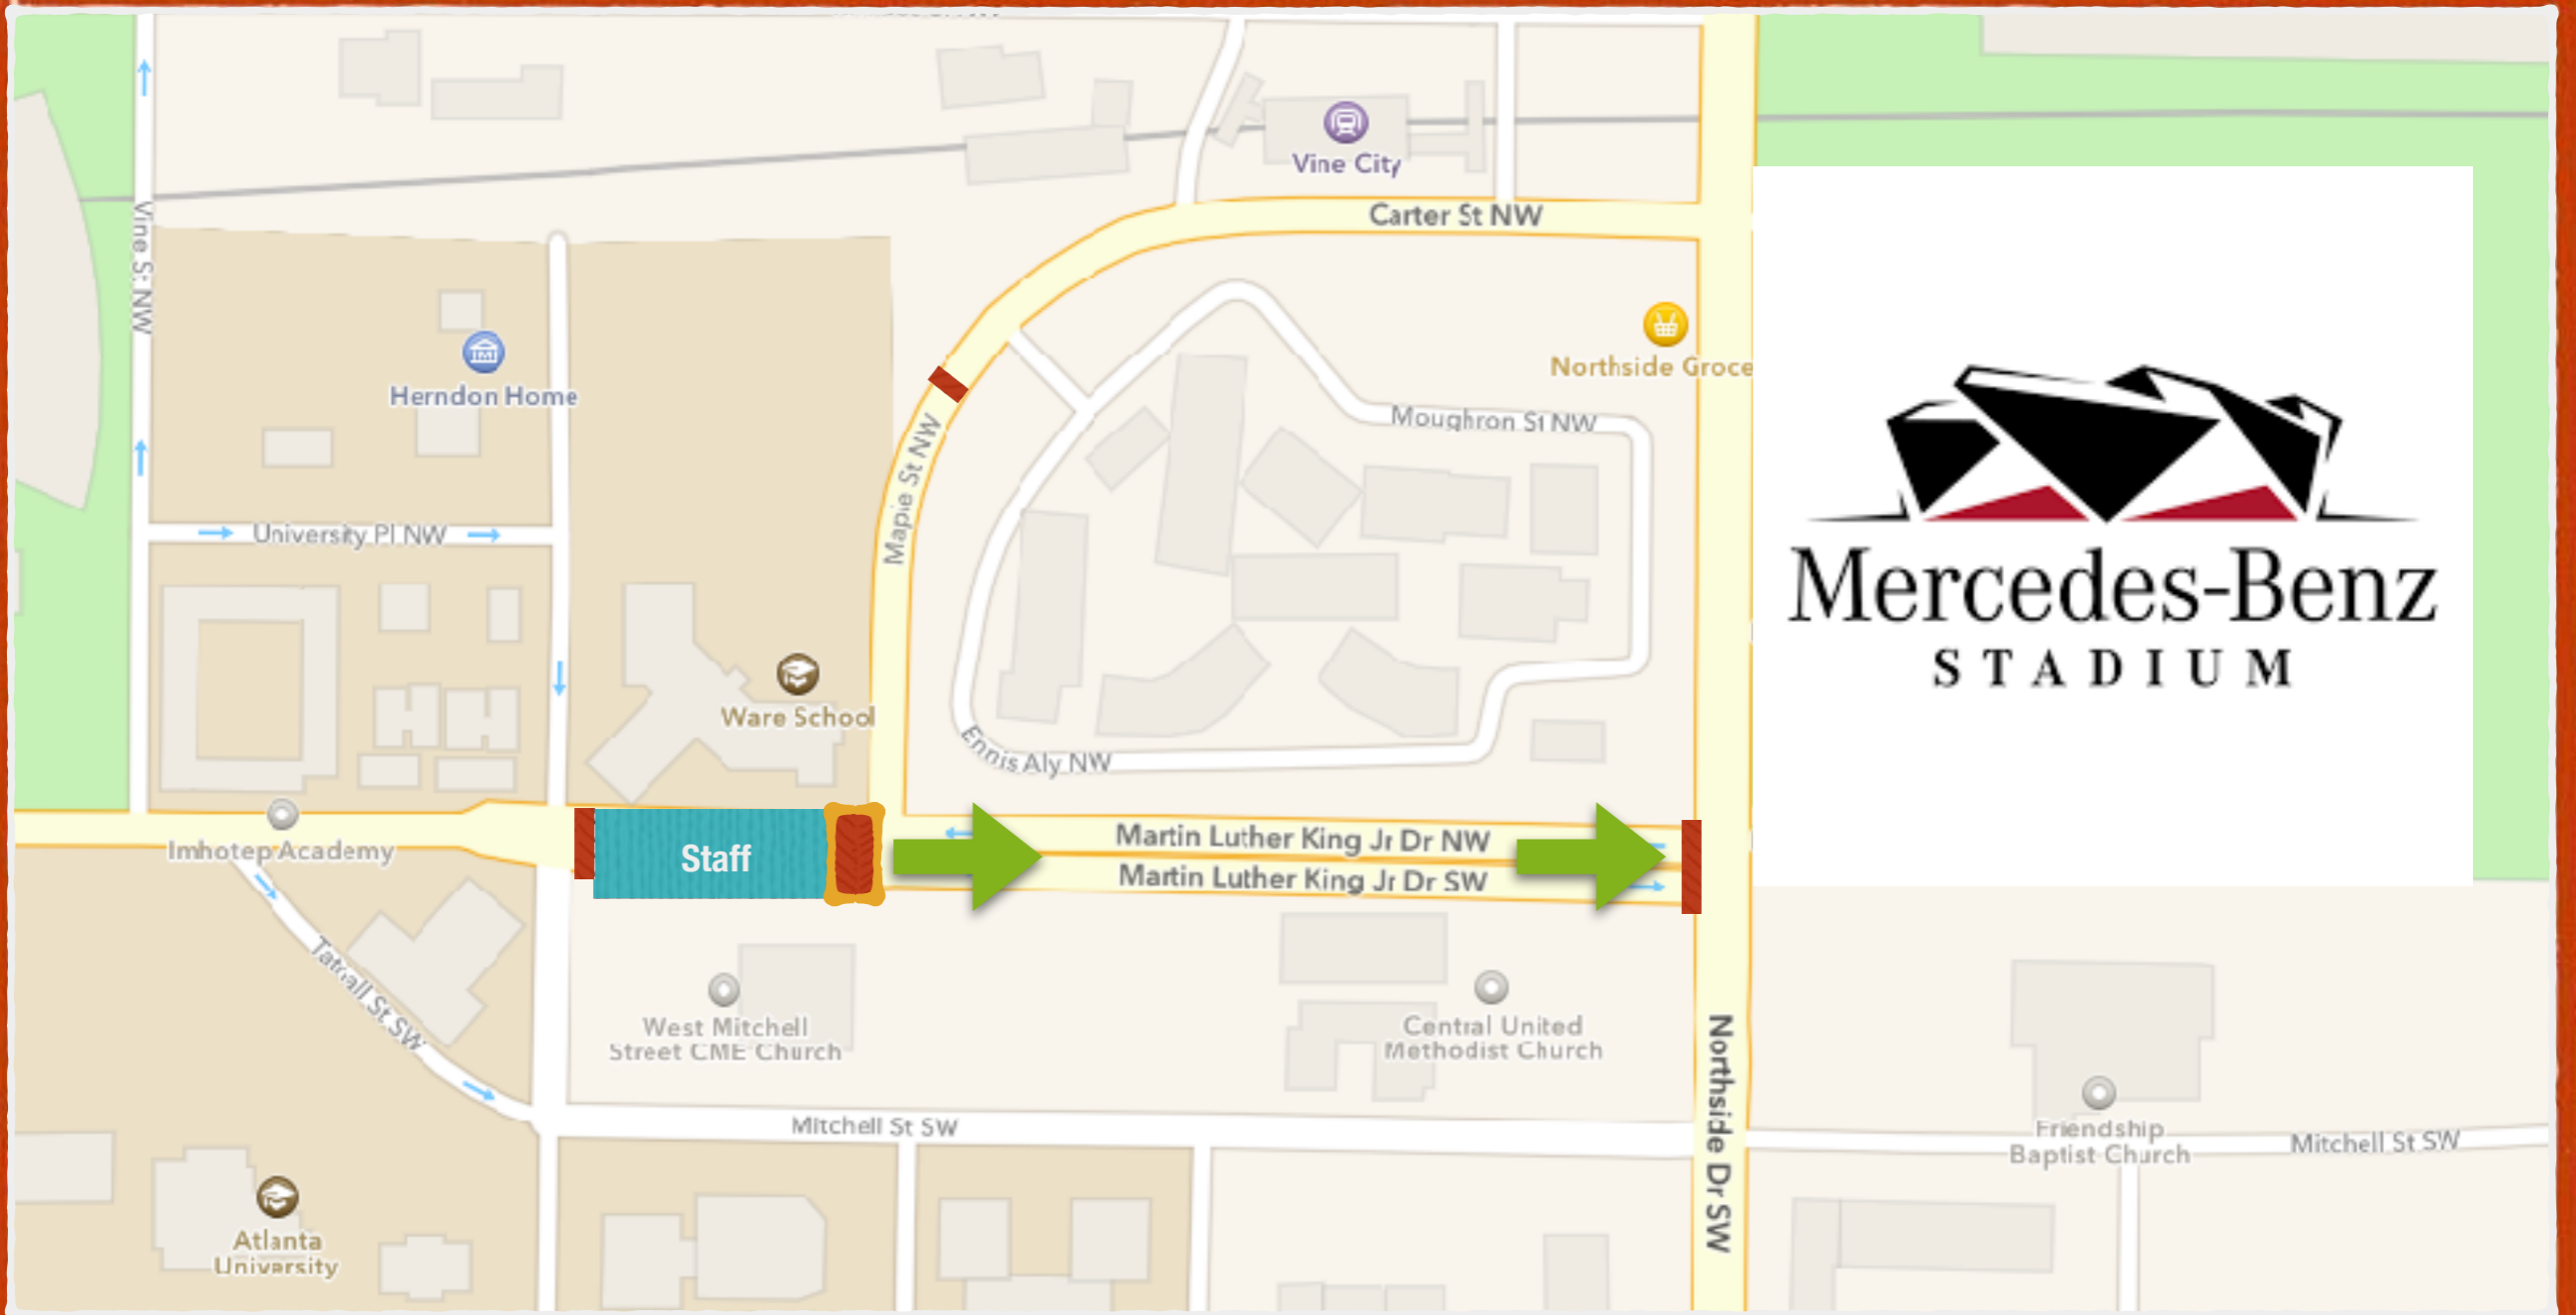 Vine City
Carter St NW
Vine St NW
Northside Groce
Herndon Home
Moughron St NW
Maple St NW
University Pl NW
Mercedes-Benz
STADIUM
Ware School
Ennis Aly NW
Martin Luther King Jr Dr NW
Imhotep Academy
Staff
Martin Luther King Jr Dr SW
Tatnall St SW
West Mitchell
Street CME Church
Central United
Methodist Church
Northside Dr SW
Mitchell St SW
Friendship
Baptist Church
Mitchell St SW
Atlanta
University